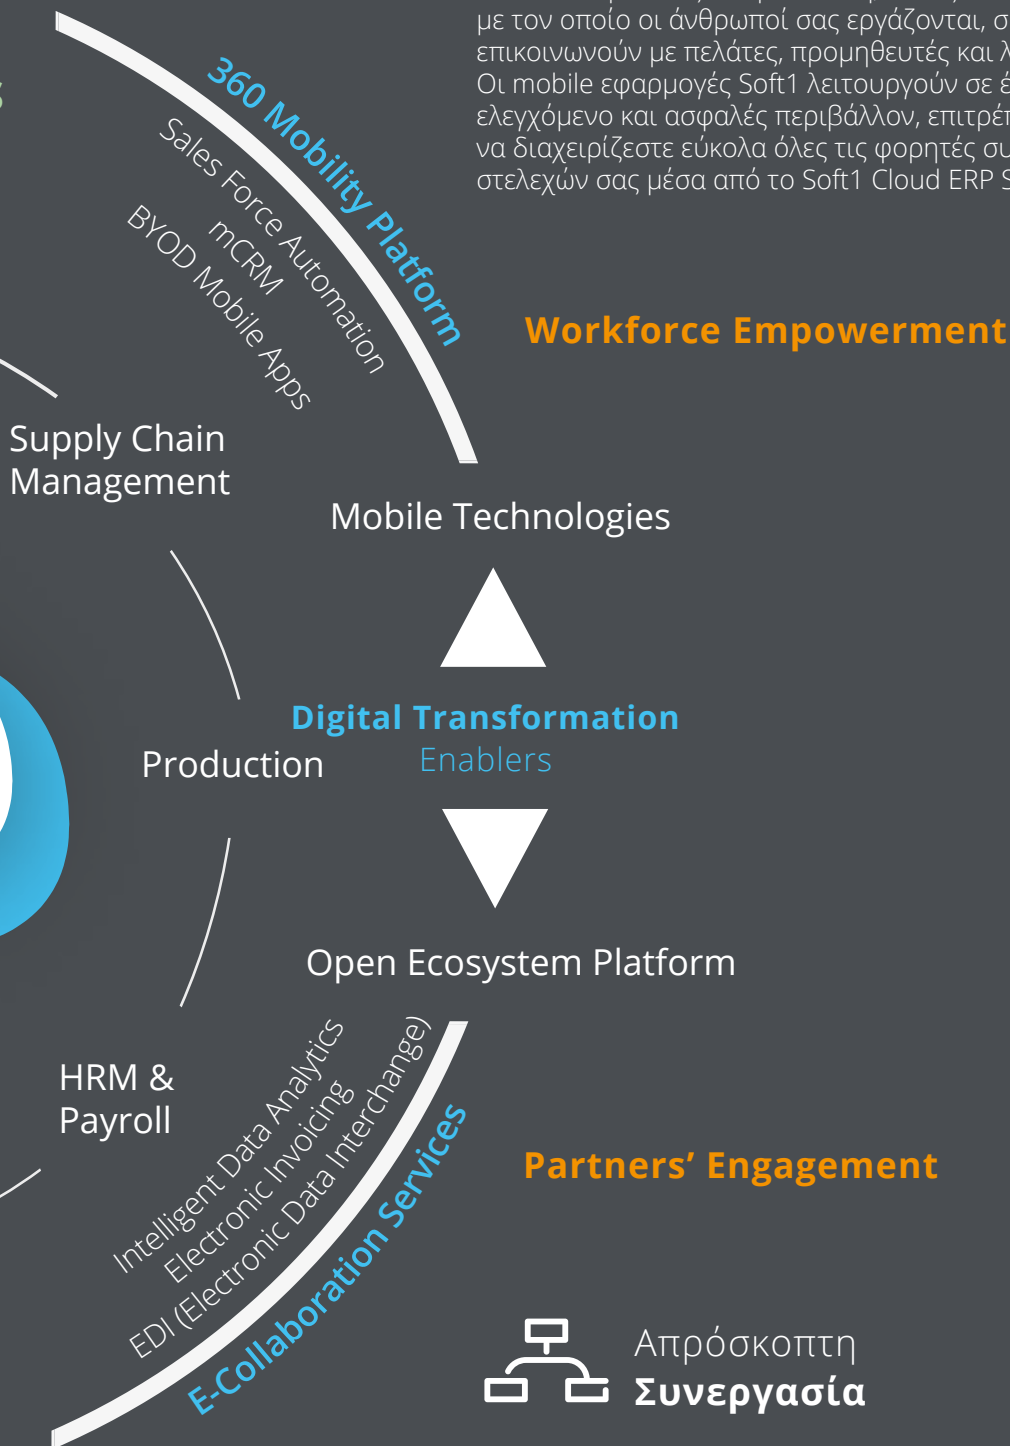 με τον οποίο οι άνθρωποί σας εργάζονται,
επικοινωνούν με πελάτες, προμηθευτές και
Οι mobile εφαρμογές Soft1 λειτουργούν σε
ελεγχόμενο και ασφαλές περιβάλλον,
να διαχειρίζεστε εύκολα όλες τις φορητές
στελεχών σας μέσα από το Soft1 Cloud ERP
360 Mobility Platform
Sales Force Automation
mCRM
BYOD Mobile Apps
Workforce Empowerment
Supply Chain
Management
Mobile Technologies
Digital Transformation
Enablers
Production
Open Ecosystem Platform
HRM &
Payroll
Intelligent Data Analytics
Electronic Invoicing
EDI (Electronic Data Interchange)
E-Collaboration Services
Partners’ Engagement
Απρόσκοπτη
Συνεργασία